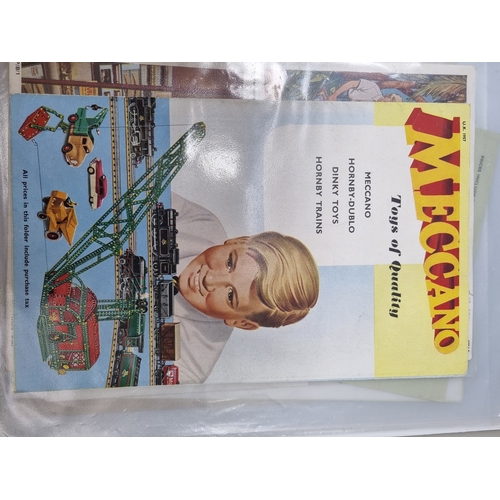 U.K. 1957
MECCANO
Toys of Quality
MECCANO
HORNBY-DUBLO
DINKY TOYS
HORNBY TRAINS
All prices in this folder include purchase tax